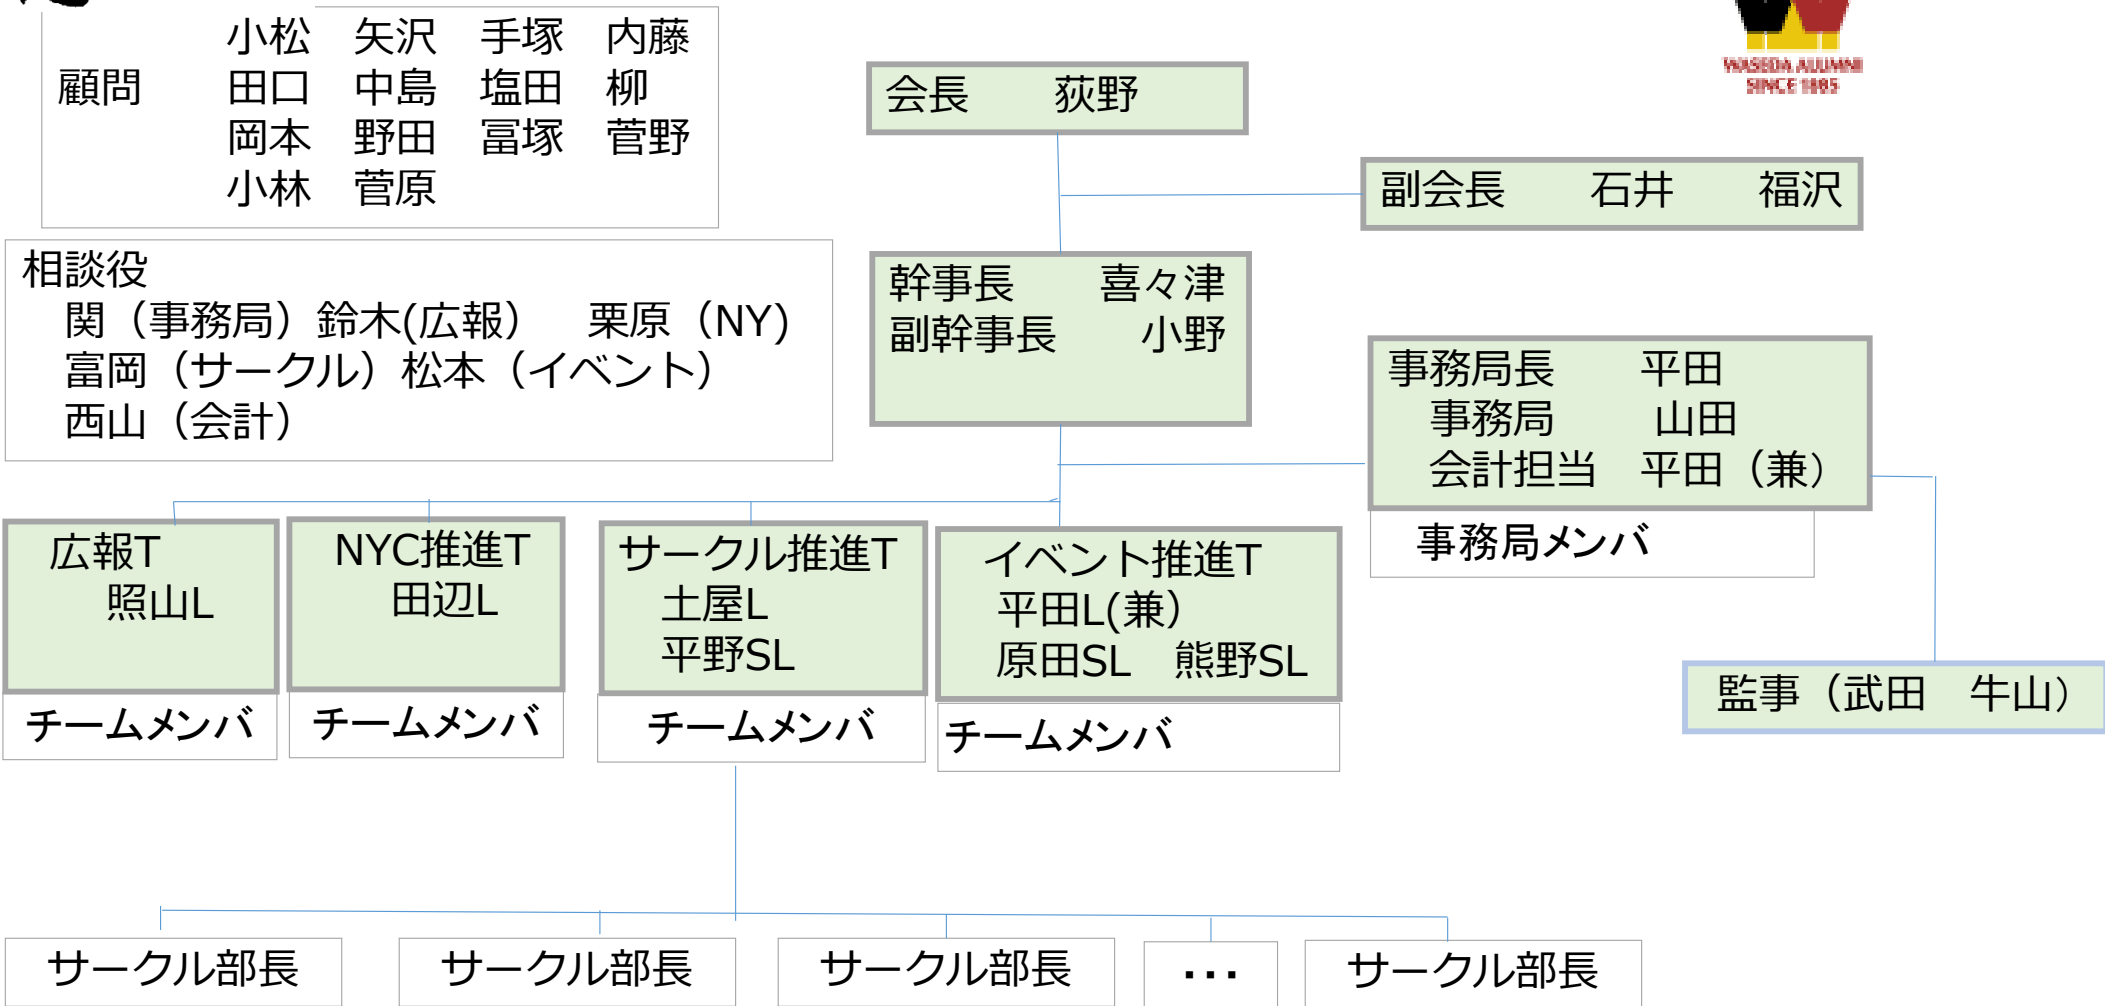 小松　矢沢　手塚　内藤
顧問　　田口　中島　塩田　柳
岡本　野田　冨塚　菅野
小林　菅原
WASEDA ALUMNI
SINCE 1885
会長　　荻野
副会長　　石井　　福沢
相談役
関（事務局）鈴木(広報）　栗原（NY)
富岡（サークル）松本（イベント）
西山（会計）
幹事長　　喜々津
副幹事長　　小野
事務局長　　平田
事務局　　山田
会計担当　平田（兼）
事務局メンバ
広報T
照山L
チームメンバ
NYC推進T
田辺L
チームメンバ
サークル推進T
土屋L
平野SL
チームメンバ
イベント推進T
平田L(兼）
原田SL　熊野SL
チームメンバ
監事（武田　牛山）
サークル部長
サークル部長
サークル部長
･･･
サークル部長